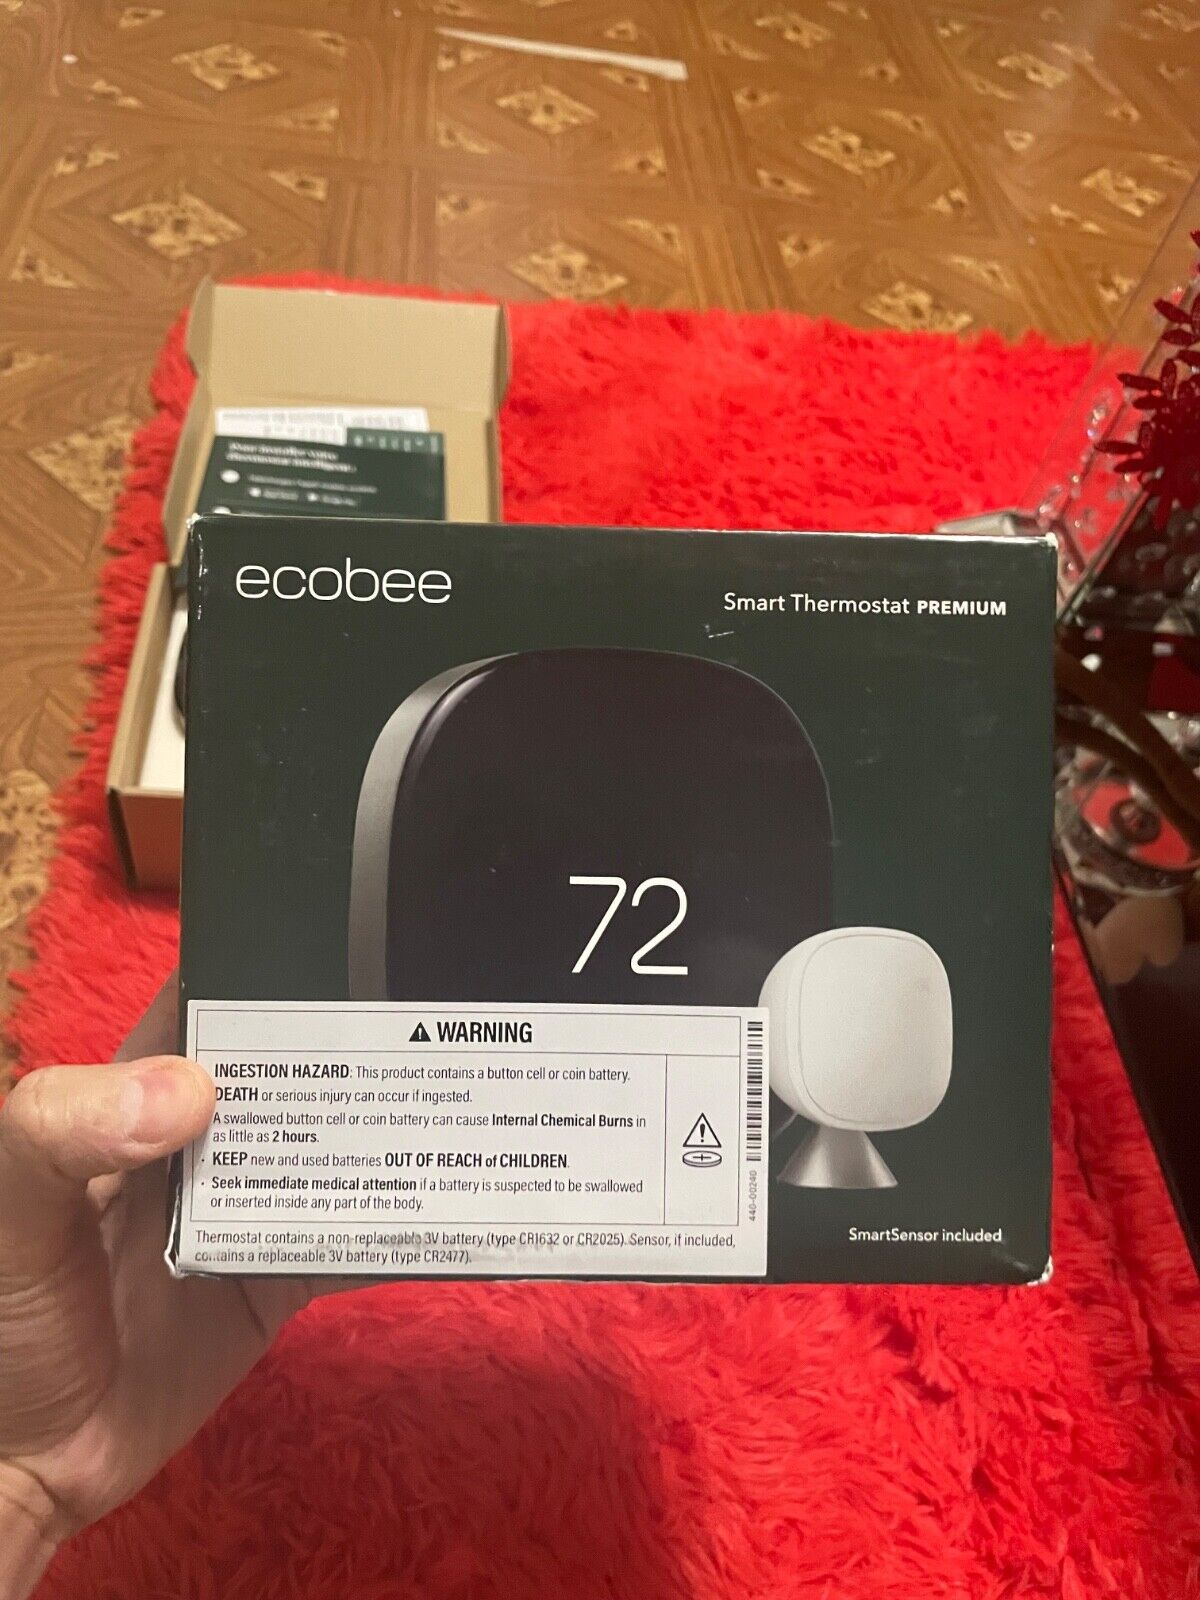 ecobee
Smart Thermostat PREMIUM
72
WARNING
INGESTION HAZARD: This product contains a button cell or coin battery.
DEATH or serious injury can occur if ingested.
A swallowed button cell or coin battery can cause Internal Chemical Burns in
as little as 2 hours.
· KEEP new and used batteries OUT OF REACH of CHILDREN.
· Seek immediate medical attention if a battery is suspected to be swallowed
or inserted inside any part of the body.
440-00240
Thermostat contains a non-replaceable 3V battery (type CR1632 or CR2025). Sensor, if included,
contains a replaceable 3V battery (type CR2477).
SmartSensor included